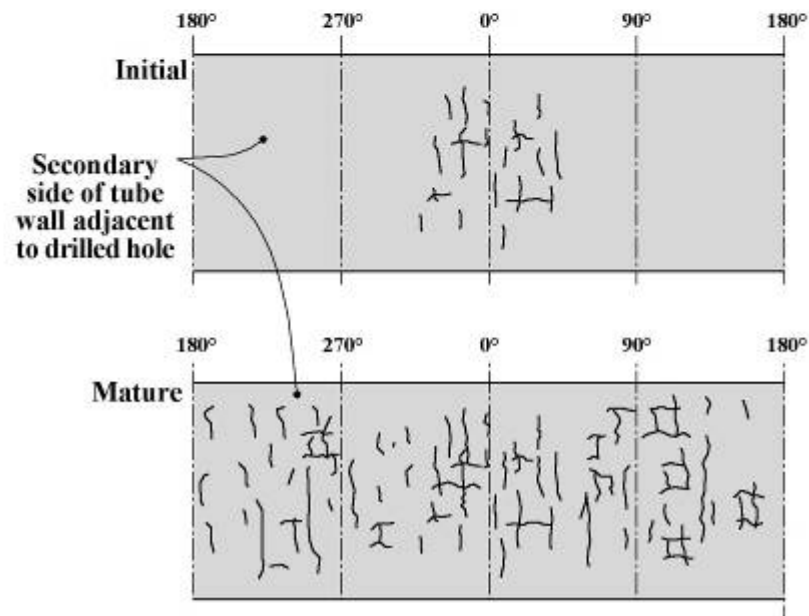 180° 270° 0° 90° 180°
Initial
Secondary
side of tube
wall adjacent
to drilled hole
180° 270° 0° 90° 180°
Mature